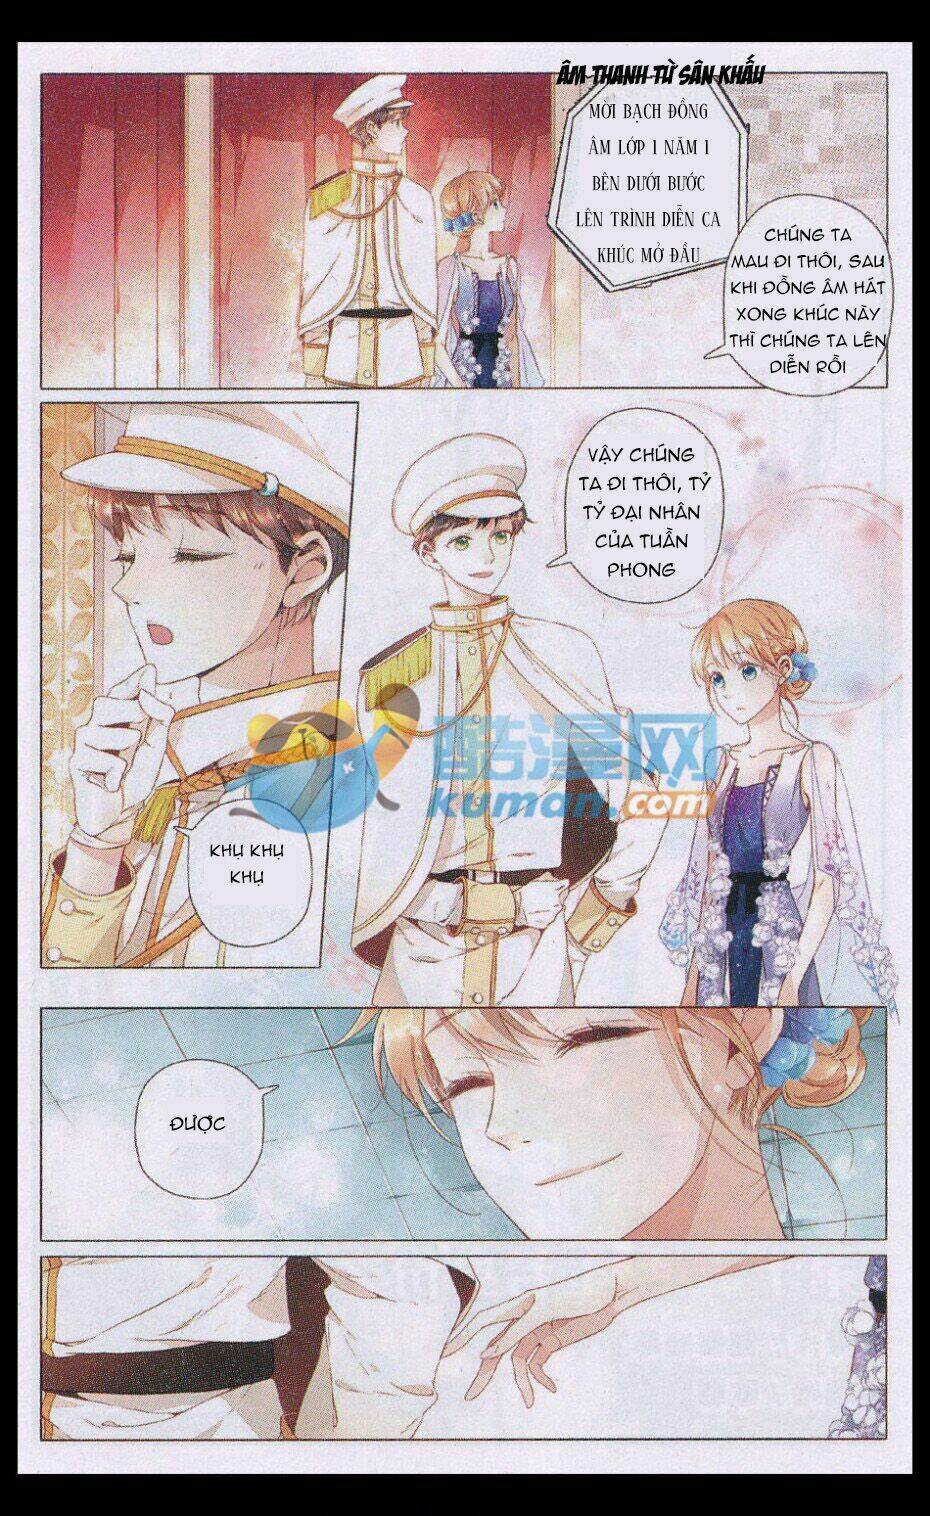 ÂM THANH TỪ SÂN KHẤU
MỜI BẠCH ĐỒNG
ÂM LỚP 1 NĂM 1
BÊN DƯỚI BƯỚC
LÊN TRÌNH DIỄN CA
KHÚC MỞ ĐẦU
CHÚNG TA
MAU ĐI THÔI, SAU
KHI ĐỒNG ÂM HÁT
XONG KHÚC NÀY
THÌ CHÚNG TA LÊN
DIỄN RỒI
VẬY CHÚNG
TA ĐI THÔI, TỶ
TỶ ĐẠI NHÂN
CỦA TUẤN
PHONG
K
酷漫网
kuman.com
KHỤ KHỤ
KHỤ
ĐƯỢC